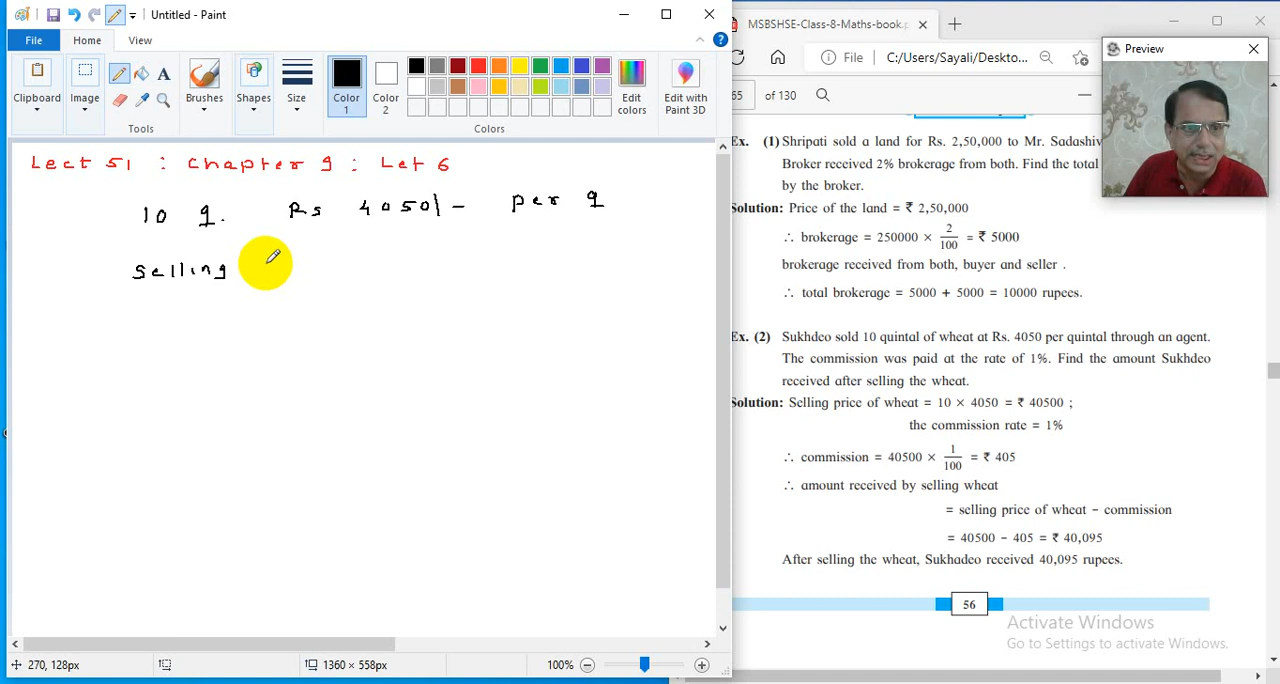 Untitled - Paint
File Home View
Clipboard
Image
Tools
Brushes
Shapes
Size
Color 1
Color 2
Edit colors
Colors
Edit with Paint 3D
Lect 51 : Chapter 9 : Let 6
10 q. Rs 4050/- per q
Selling
270, 128px
1360 × 558px
100%
MSBSHSE-Class-8-Maths-book.
File C:/Users/Sayali/Deskto...
of 130
Preview
Ex. (1) Shripati sold a land for Rs. 2,50,000 to Mr. Sadashiv
Broker received 2% brokerage from both. Find the total
by the broker.
Solution: Price of the land = ₹ 2,50,000
∴ brokerage = 250000 × 2/100 = ₹ 5000
brokerage received from both, buyer and seller .
∴ total brokerage = 5000 + 5000 = 10000 rupees.
Ex. (2) Sukhdeo sold 10 quintal of wheat at Rs. 4050 per quintal through an agent.
The commission was paid at the rate of 1%. Find the amount Sukhdeo
received after selling the wheat.
Solution: Selling price of wheat = 10 × 4050 = ₹ 40500 ;
the commission rate = 1%
∴ commission = 40500 × 1/100 = ₹ 405
∴ amount received by selling wheat
= selling price of wheat − commission
= 40500 − 405 = ₹ 40,095
After selling the wheat, Sukhadeo received 40,095 rupees.
56
Activate Windows
Go to Settings to activate Windows.